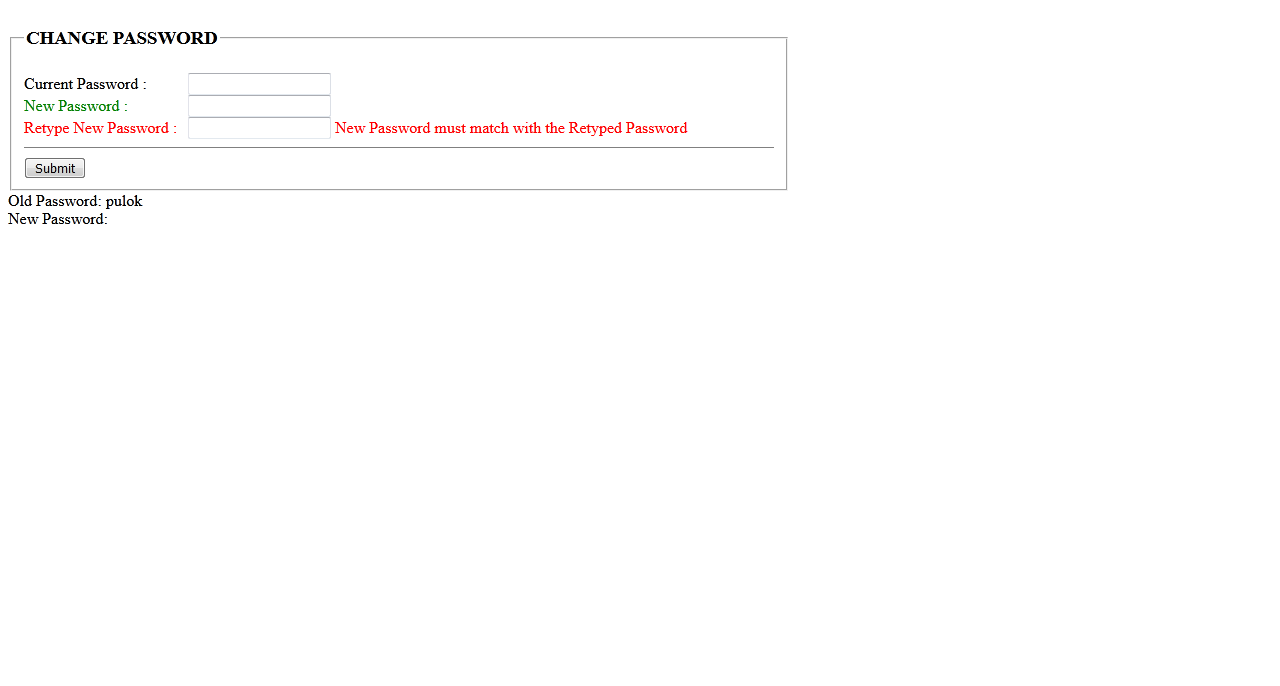 CHANGE PASSWORD
Current Password :
New Password :
Retype New Password : New Password must match with the Retyped Password
Submit
Old Password: pulok
New Password: